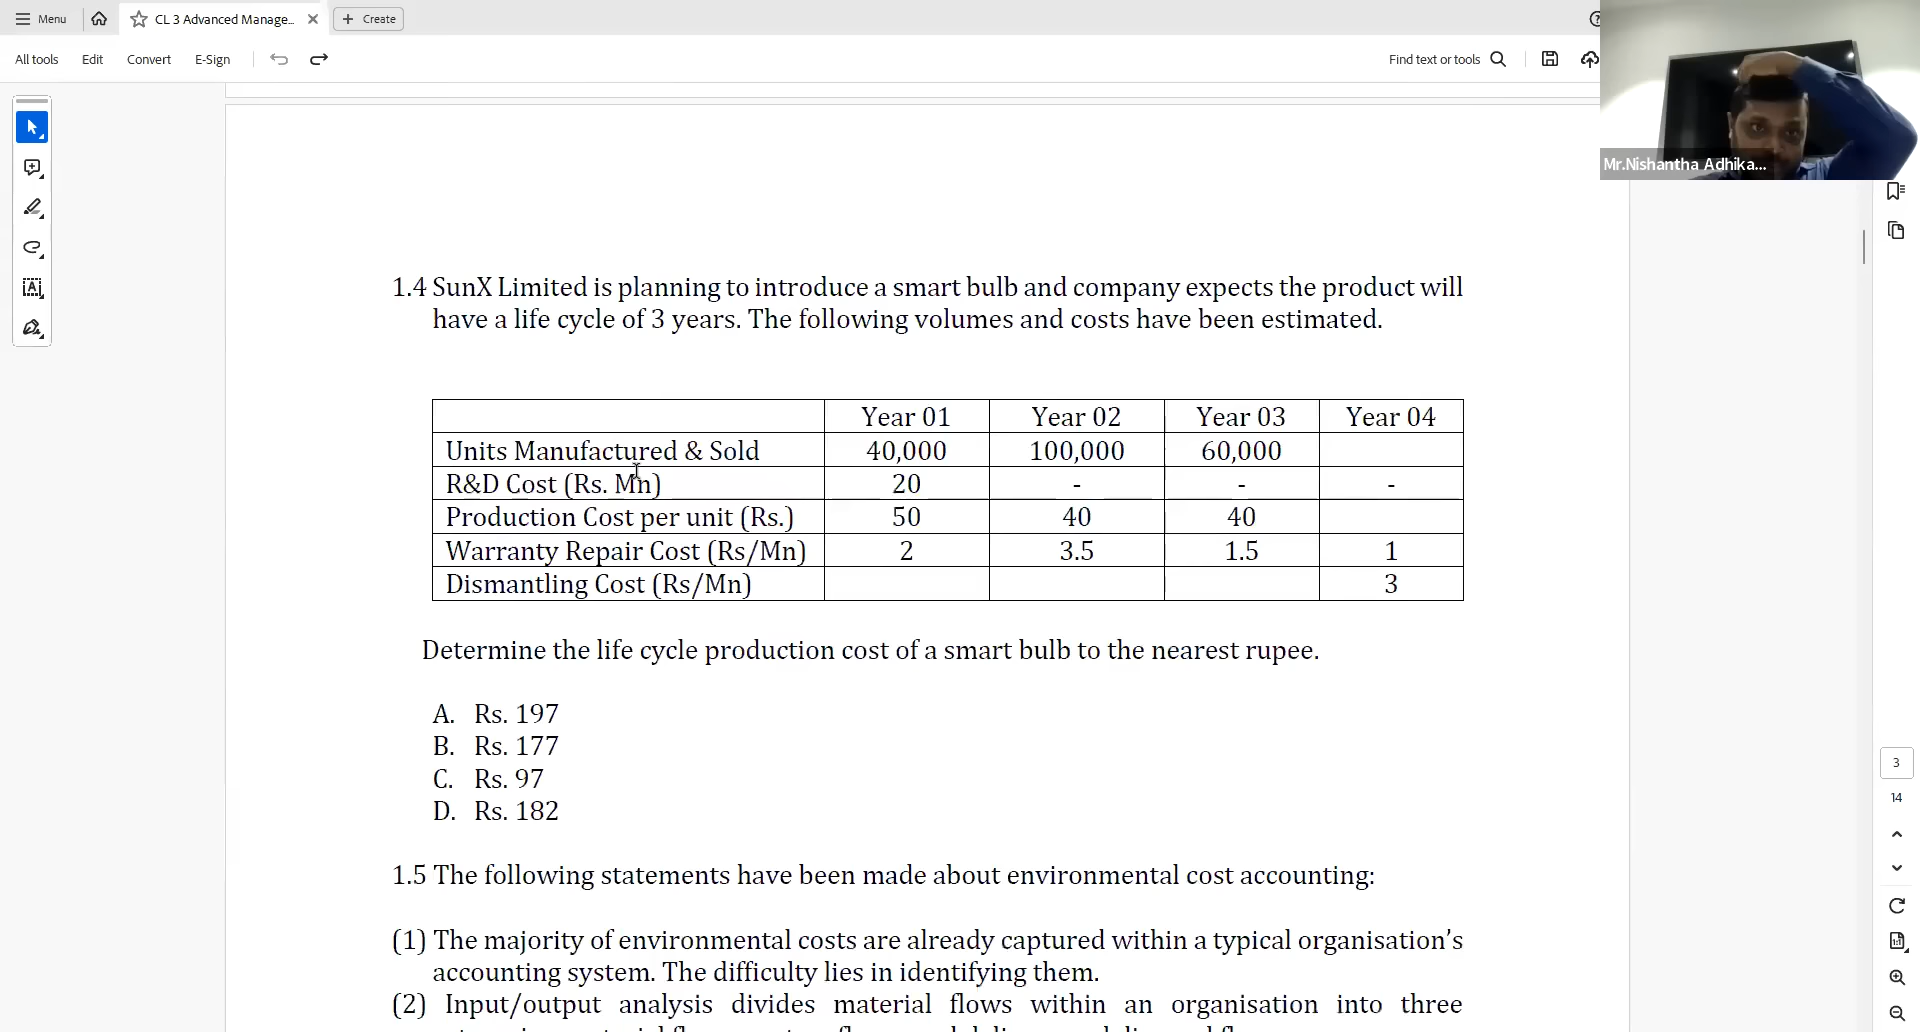 Menu
CL 3 Advanced Manage...
Create
All tools
Edit
Convert
E-Sign
Find text or tools
Mr.Nishantha Adhika...
1.4 SunX Limited is planning to introduce a smart bulb and company expects the product will
have a life cycle of 3 years. The following volumes and costs have been estimated.
Year 01 Year 02 Year 03 Year 04
Units Manufactured & Sold 40,000 100,000 60,000
R&D Cost (Rs. Mn) 20 - - -
Production Cost per unit (Rs.) 50 40 40
Warranty Repair Cost (Rs/Mn) 2 3.5 1.5 1
Dismantling Cost (Rs/Mn) 3
Determine the life cycle production cost of a smart bulb to the nearest rupee.
A. Rs. 197
B. Rs. 177
C. Rs. 97
D. Rs. 182
3
14
1.5 The following statements have been made about environmental cost accounting:
(1) The majority of environmental costs are already captured within a typical organisation's
accounting system. The difficulty lies in identifying them.
(2) Input/output analysis divides material flows within an organisation into three